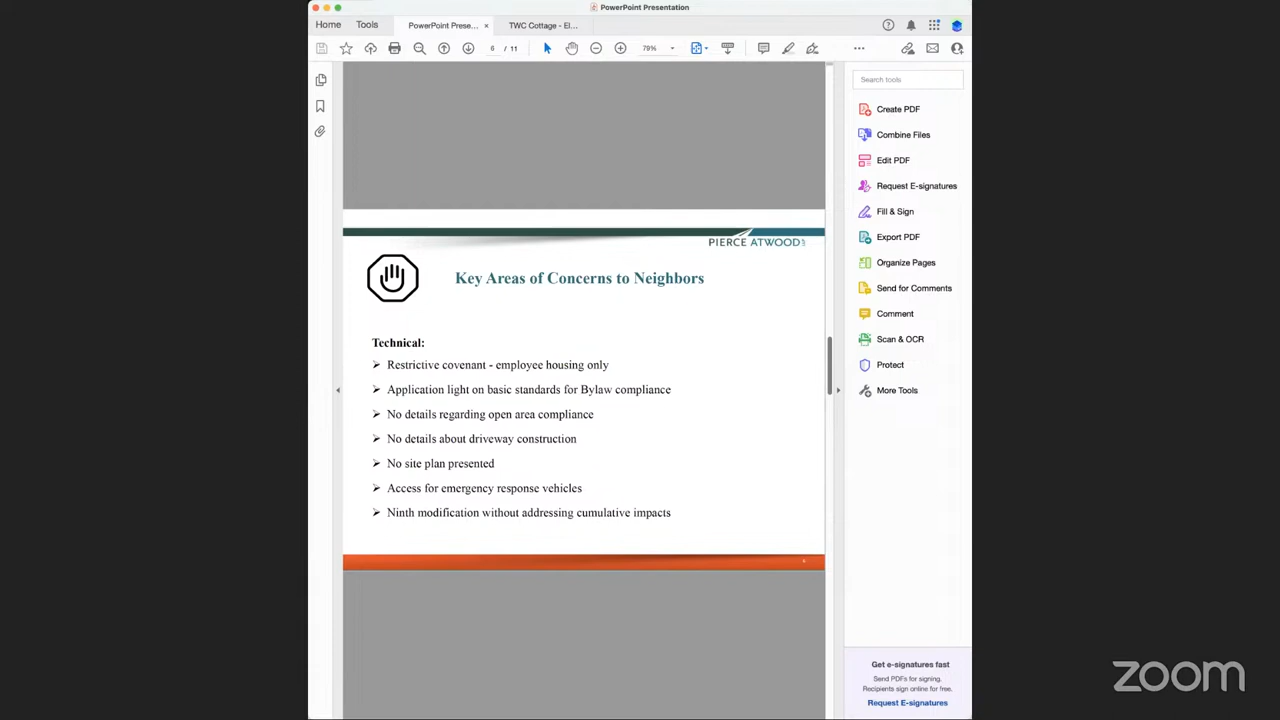 PowerPoint Presentation
Home
Tools
PowerPoint Prese... ×
TWC Cottage - El...
6 / 11
79%
Search tools
Create PDF
Combine Files
Edit PDF
Request E-signatures
Fill & Sign
Export PDF
Organize Pages
Send for Comments
Comment
Scan & OCR
Protect
More Tools
PIERCE ATWOOD
Key Areas of Concerns to Neighbors
Technical:
➢ Restrictive covenant - employee housing only
➢ Application light on basic standards for Bylaw compliance
➢ No details regarding open area compliance
➢ No details about driveway construction
➢ No site plan presented
➢ Access for emergency response vehicles
➢ Ninth modification without addressing cumulative impacts
Get e-signatures fast
Send PDFs for signing.
Recipients sign online for free.
Request E-signatures
zoom